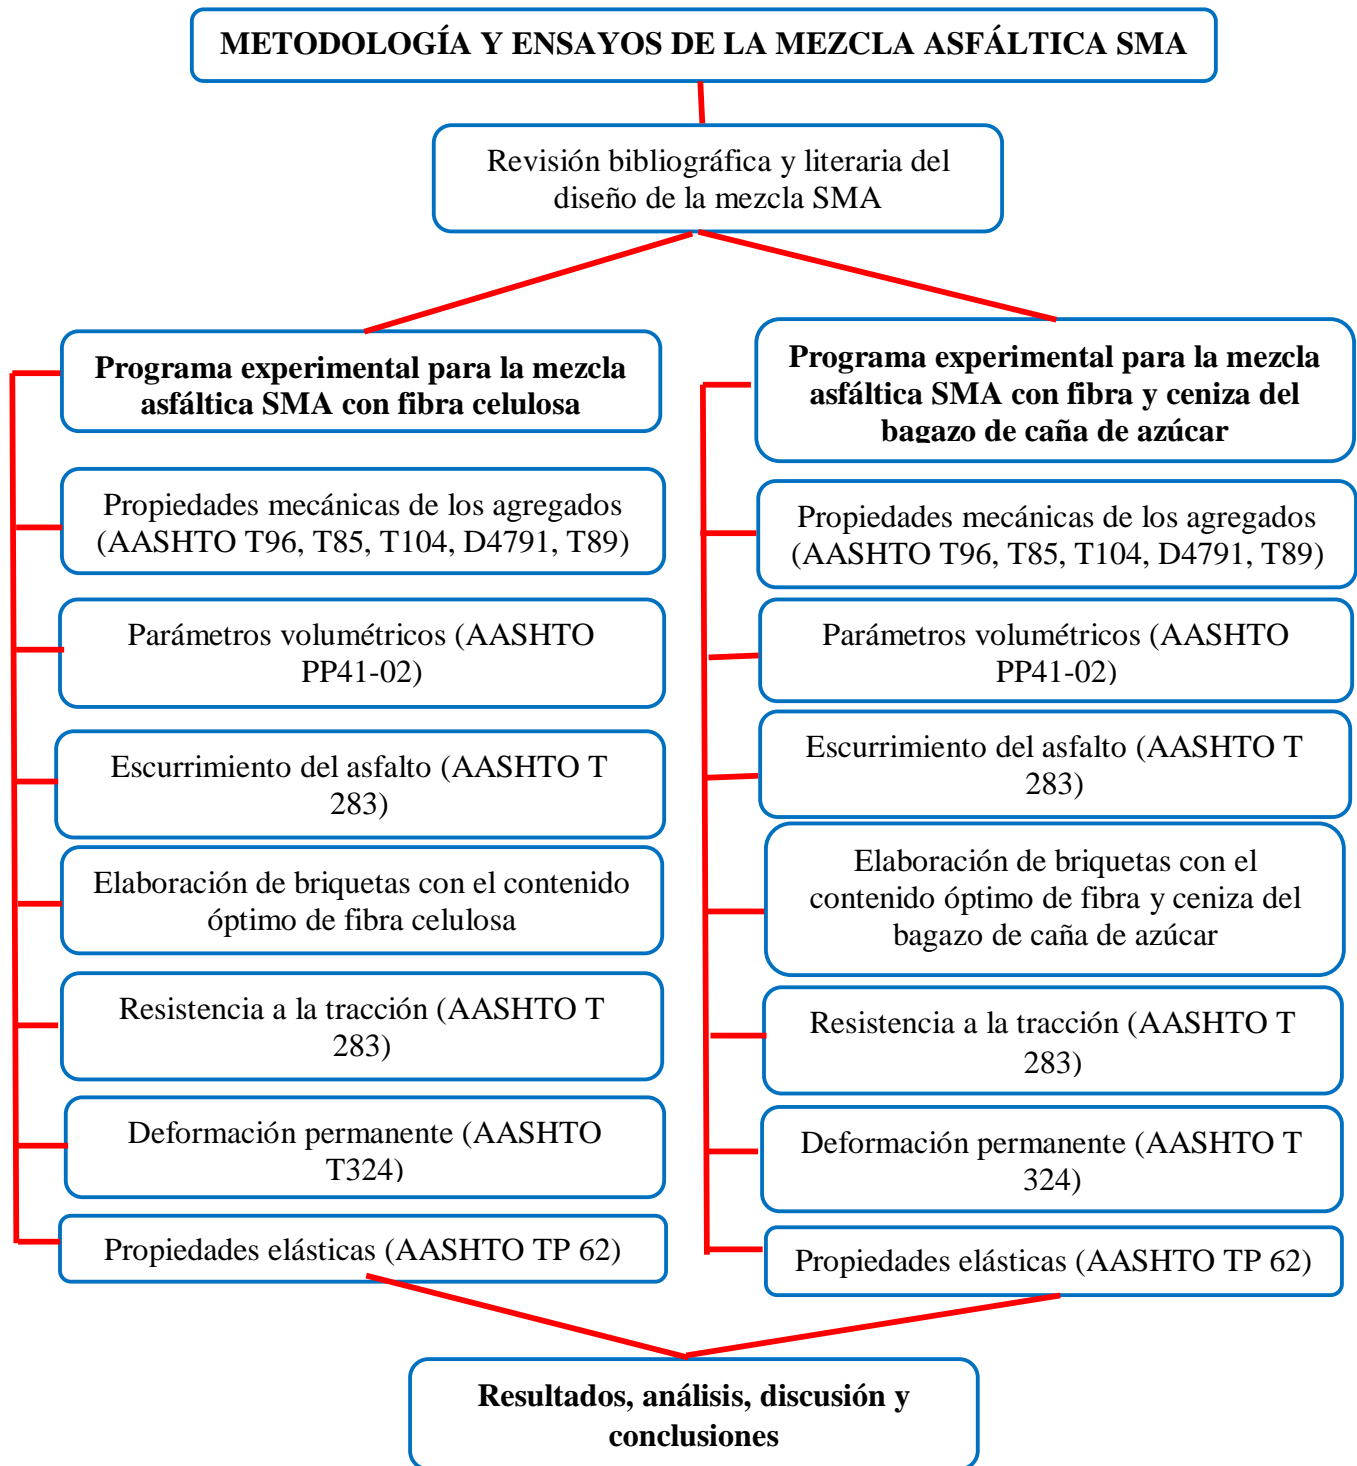 METODOLOGÍA Y ENSAYOS DE LA MEZCLA ASFÁLTICA SMA
Revisión bibliográfica y literaria del
diseño de la mezcla SMA
Programa experimental para la mezcla
asfáltica SMA con fibra celulosa
Propiedades mecánicas de los agregados
(AASHTO T96, T85, T104, D4791, T89)
Parámetros volumétricos (AASHTO
PP41-02)
Escurrimiento del asfalto (AASHTO T
283)
Elaboración de briquetas con el contenido
óptimo de fibra celulosa
Resistencia a la tracción (AASHTO T
283)
Deformación permanente (AASHTO
T324)
Propiedades elásticas (AASHTO TP 62)
Programa experimental para la mezcla
asfáltica SMA con fibra y ceniza del
bagazo de caña de azúcar
Propiedades mecánicas de los agregados
(AASHTO T96, T85, T104, D4791, T89)
Parámetros volumétricos (AASHTO
PP41-02)
Escurrimiento del asfalto (AASHTO T
283)
Elaboración de briquetas con el
contenido óptimo de fibra y ceniza del
bagazo de caña de azúcar
Resistencia a la tracción (AASHTO T
283)
Deformación permanente (AASHTO T
324)
Propiedades elásticas (AASHTO TP 62)
Resultados, análisis, discusión y
conclusiones